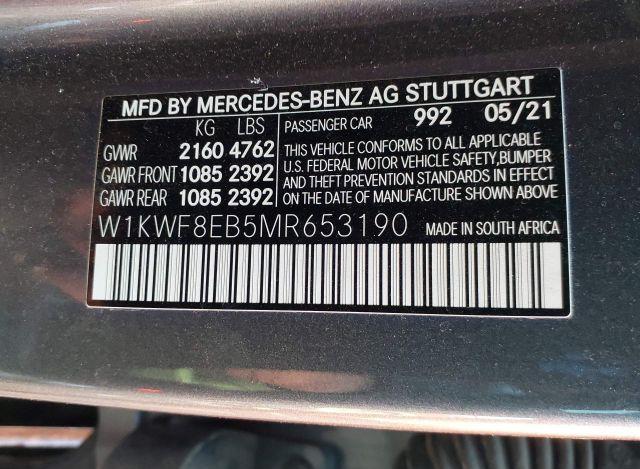 MFD BY MERCEDES-BENZ AG STUTTGART
KG LBS PASSENGER CAR 992 05/21
GVWR 2160 4762
GAWR FRONT 1085 2392
GAWR REAR 1085 2392
THIS VEHICLE CONFORMS TO ALL APPLICABLE
U.S. FEDERAL MOTOR VEHICLE SAFETY, BUMPER
AND THEFT PREVENTION STANDARDS IN EFFECT
ON THE DATE OF MANUFACTURE SHOWN ABOVE
W1KWF8EB5MR653190 MADE IN SOUTH AFRICA